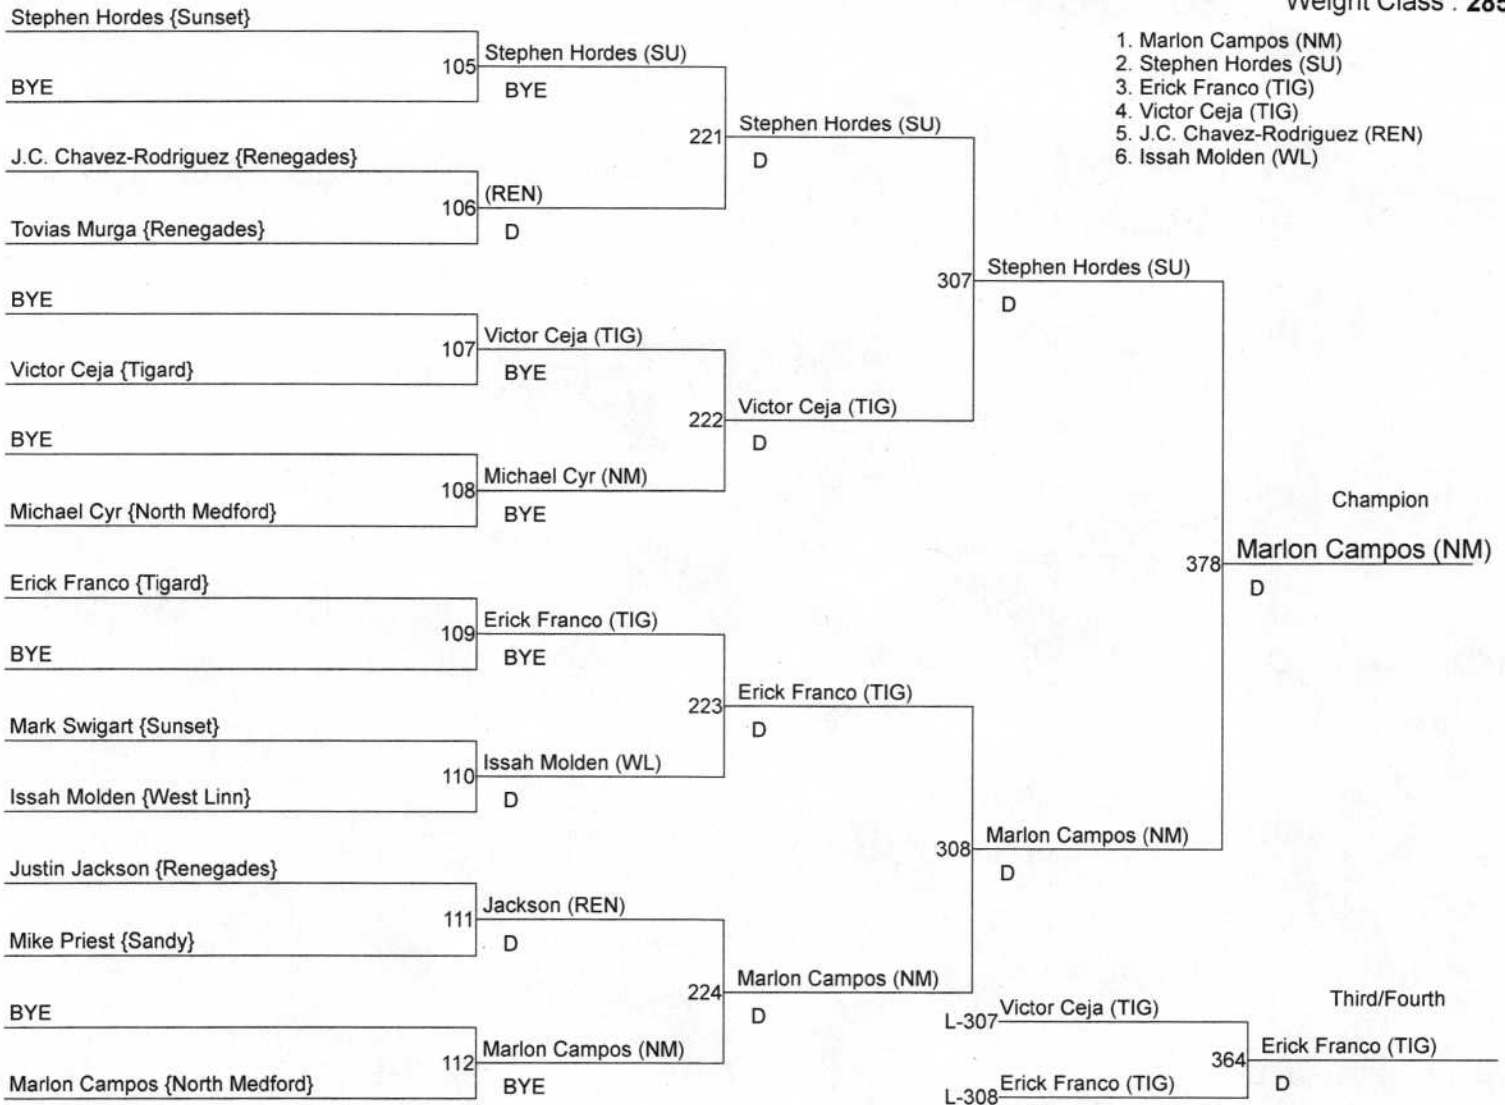 Weight Class : 285
1. Marlon Campos (NM)
2. Stephen Hordes (SU)
3. Erick Franco (TIG)
4. Victor Ceja (TIG)
5. J.C. Chavez-Rodriguez (REN)
6. Issah Molden (WL)
Stephen Hordes {Sunset}
BYE
105
Stephen Hordes (SU)
BYE
J.C. Chavez-Rodriguez {Renegades}
Tovias Murga {Renegades}
106
(REN)
D
221
Stephen Hordes (SU)
D
BYE
Victor Ceja {Tigard}
107
Victor Ceja (TIG)
BYE
BYE
Michael Cyr {North Medford}
108
Michael Cyr (NM)
BYE
222
Victor Ceja (TIG)
D
307
Stephen Hordes (SU)
D
Erick Franco {Tigard}
BYE
109
Erick Franco (TIG)
BYE
Mark Swigart {Sunset}
Issah Molden {West Linn}
110
Issah Molden (WL)
D
223
Erick Franco (TIG)
D
Justin Jackson {Renegades}
Mike Priest {Sandy}
111
Jackson (REN)
D
BYE
Marlon Campos {North Medford}
112
Marlon Campos (NM)
BYE
224
Marlon Campos (NM)
D
308
Marlon Campos (NM)
D
Champion
378
Marlon Campos (NM)
D
Third/Fourth
L-307
Victor Ceja (TIG)
L-308
Erick Franco (TIG)
364
Erick Franco (TIG)
D